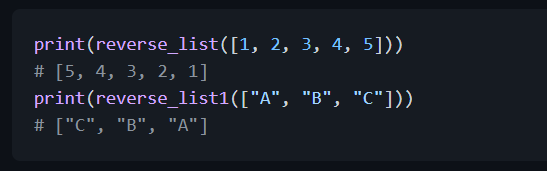 print(reverse_list([1, 2, 3, 4, 5]))
# [5, 4, 3, 2, 1]
print(reverse_list1(["A", "B", "C"]))
# ["C", "B", "A"]